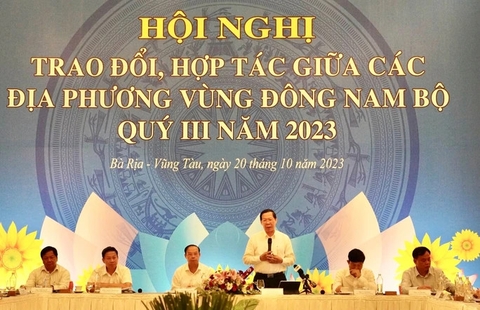 HỘI NGHỊ
TRAO ĐỔI, HỢP TÁC GIỮA CÁC
ĐỊA PHƯƠNG VÙNG ĐÔNG NAM BỘ
QUÝ III NĂM 2023
Bà Rịa - Vũng Tàu, ngày 20 tháng 10 năm 2023